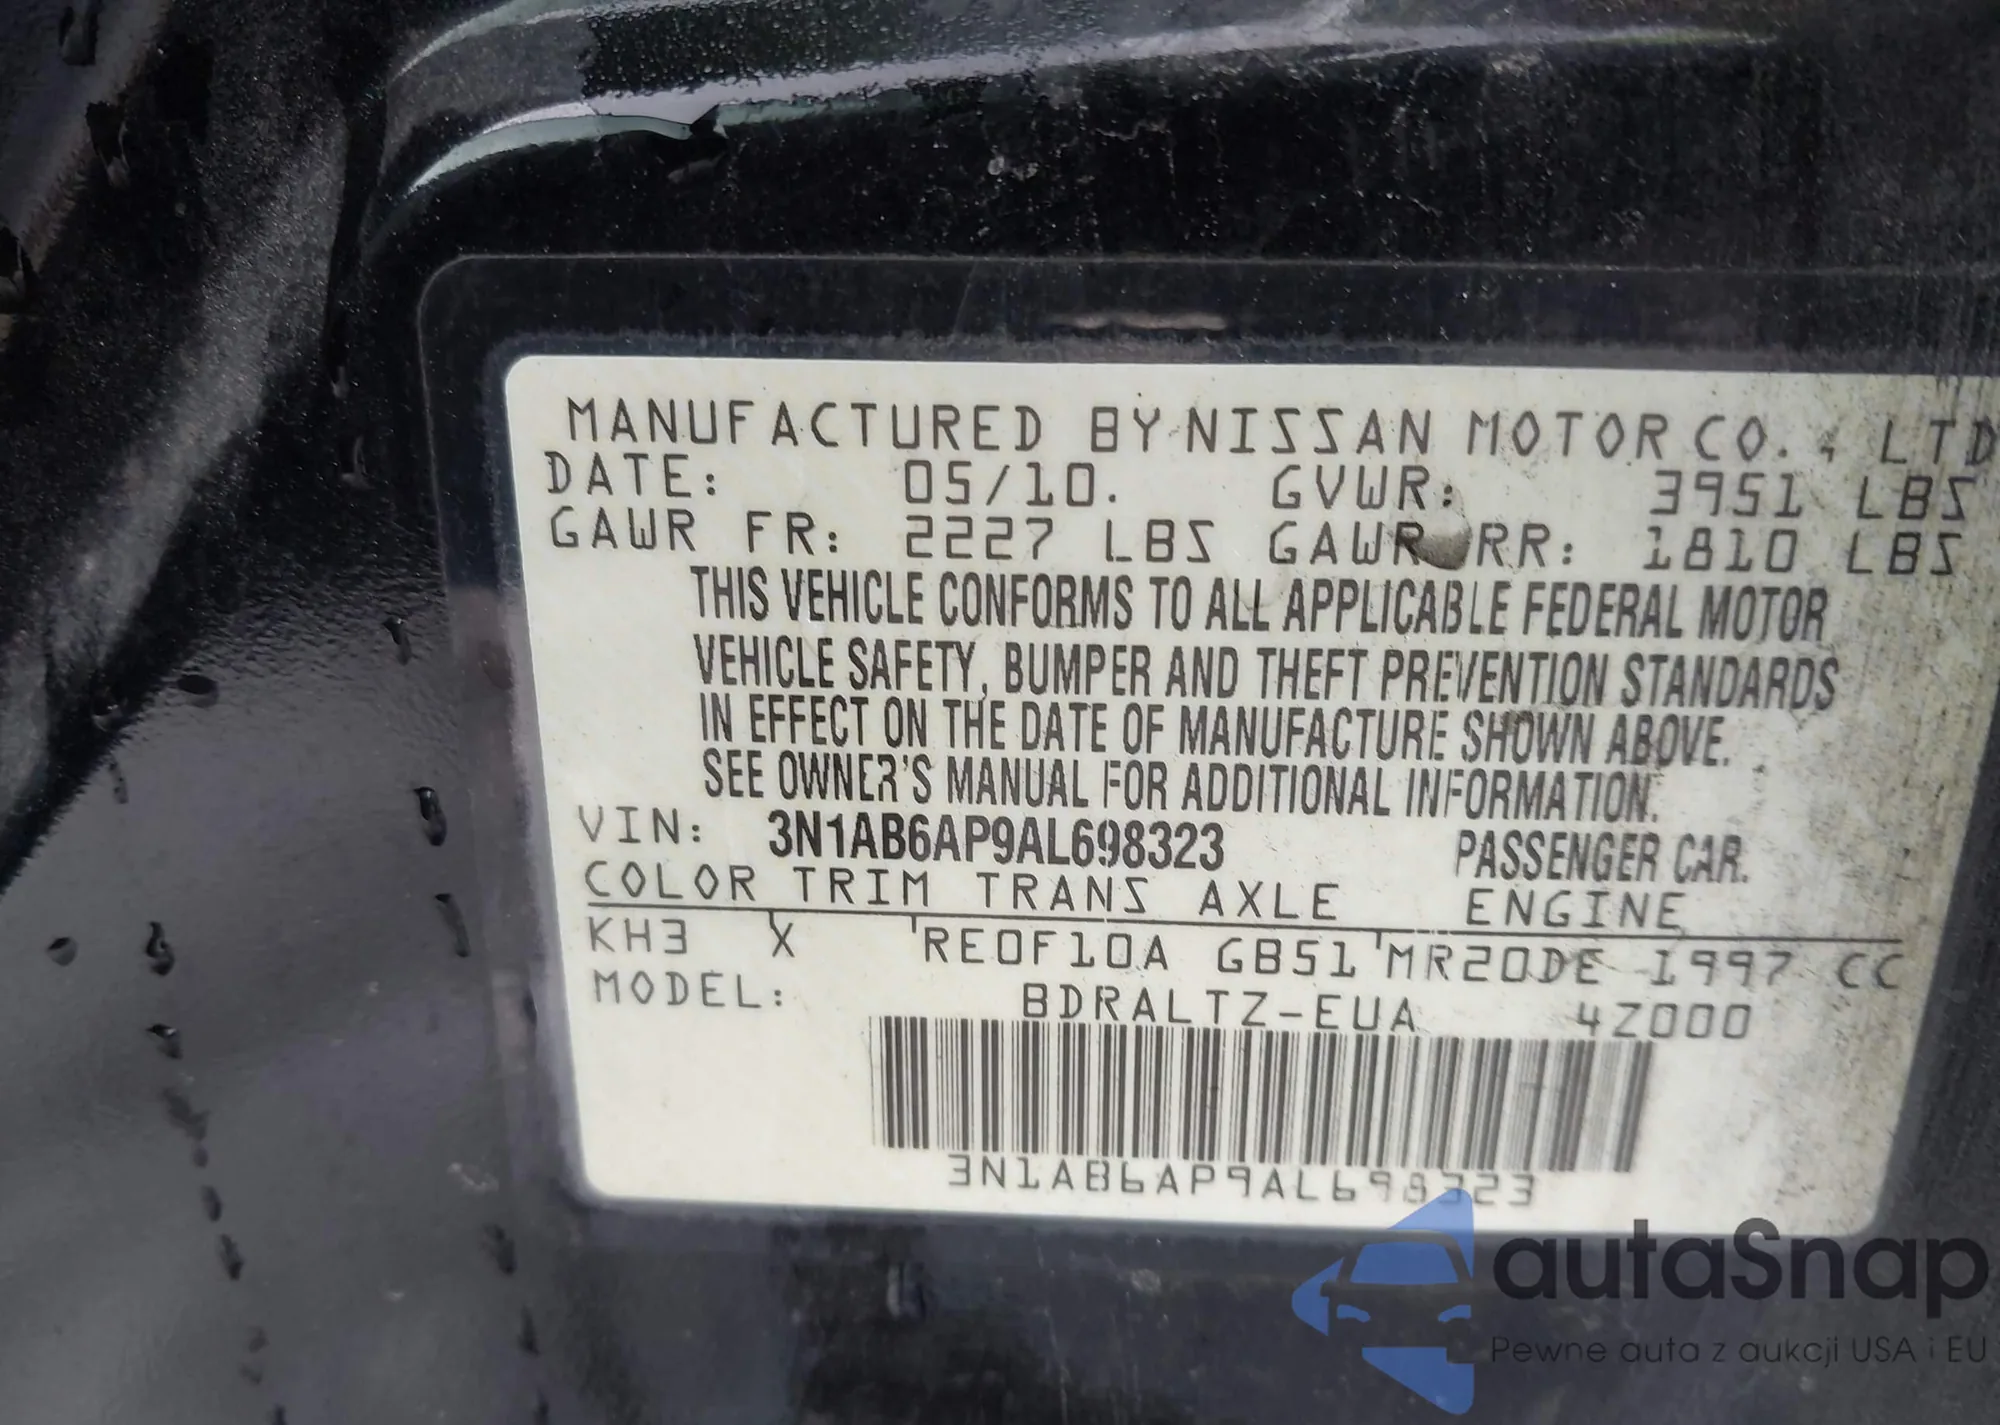 MANUFACTURED BY NISSAN MOTOR CO., LTD
DATE: 05/10. GVWR: 3951 LBS
GAWR FR: 2227 LBS GAWR RR: 1810 LBS
THIS VEHICLE CONFORMS TO ALL APPLICABLE FEDERAL MOTOR
VEHICLE SAFETY, BUMPER AND THEFT PREVENTION STANDARDS
IN EFFECT ON THE DATE OF MANUFACTURE SHOWN ABOVE.
SEE OWNER'S MANUAL FOR ADDITIONAL INFORMATION.
VIN: 3N1AB6AP9AL698323 PASSENGER CAR.
COLOR TRIM TRANS AXLE ENGINE
KH3 X RE0F10A GB51 MR20DE 1997 CC
MODEL: BDRALTZ-EUA 4Z000
3N1AB6AP9AL698323
autaSnap
Pewne auta z aukcji USA i EU